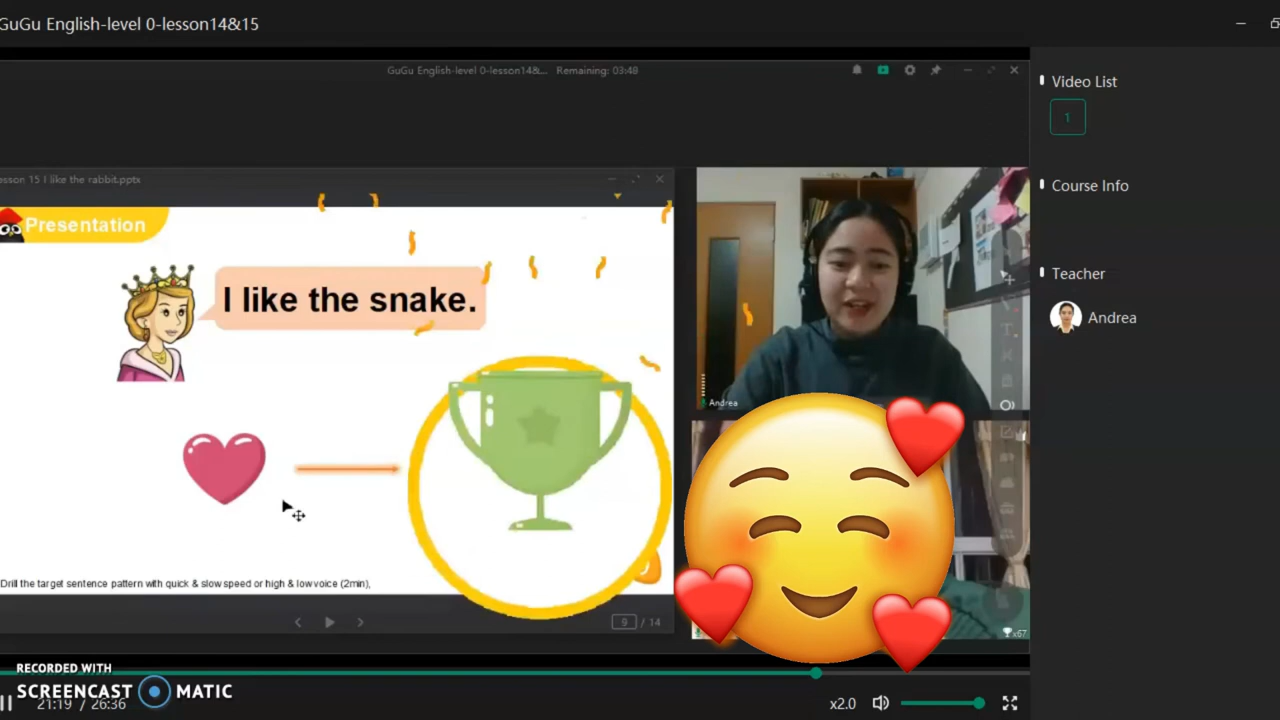 GuGu English-level 0-lesson14&15
GuGu English-level 0-lesson14&... Remaining: 03:40
Video List
1
Course Info
Teacher
Andrea
esson 15 I like the rabbit.pptx
Presentation
I like the snake.
Andrea
Drill the target sentence pattern with quick & slow speed or high & low voice (2min),
9 / 14
x67
RECORDED WITH
SCREENCAST MATIC
21:19 / 26:36
x2.0